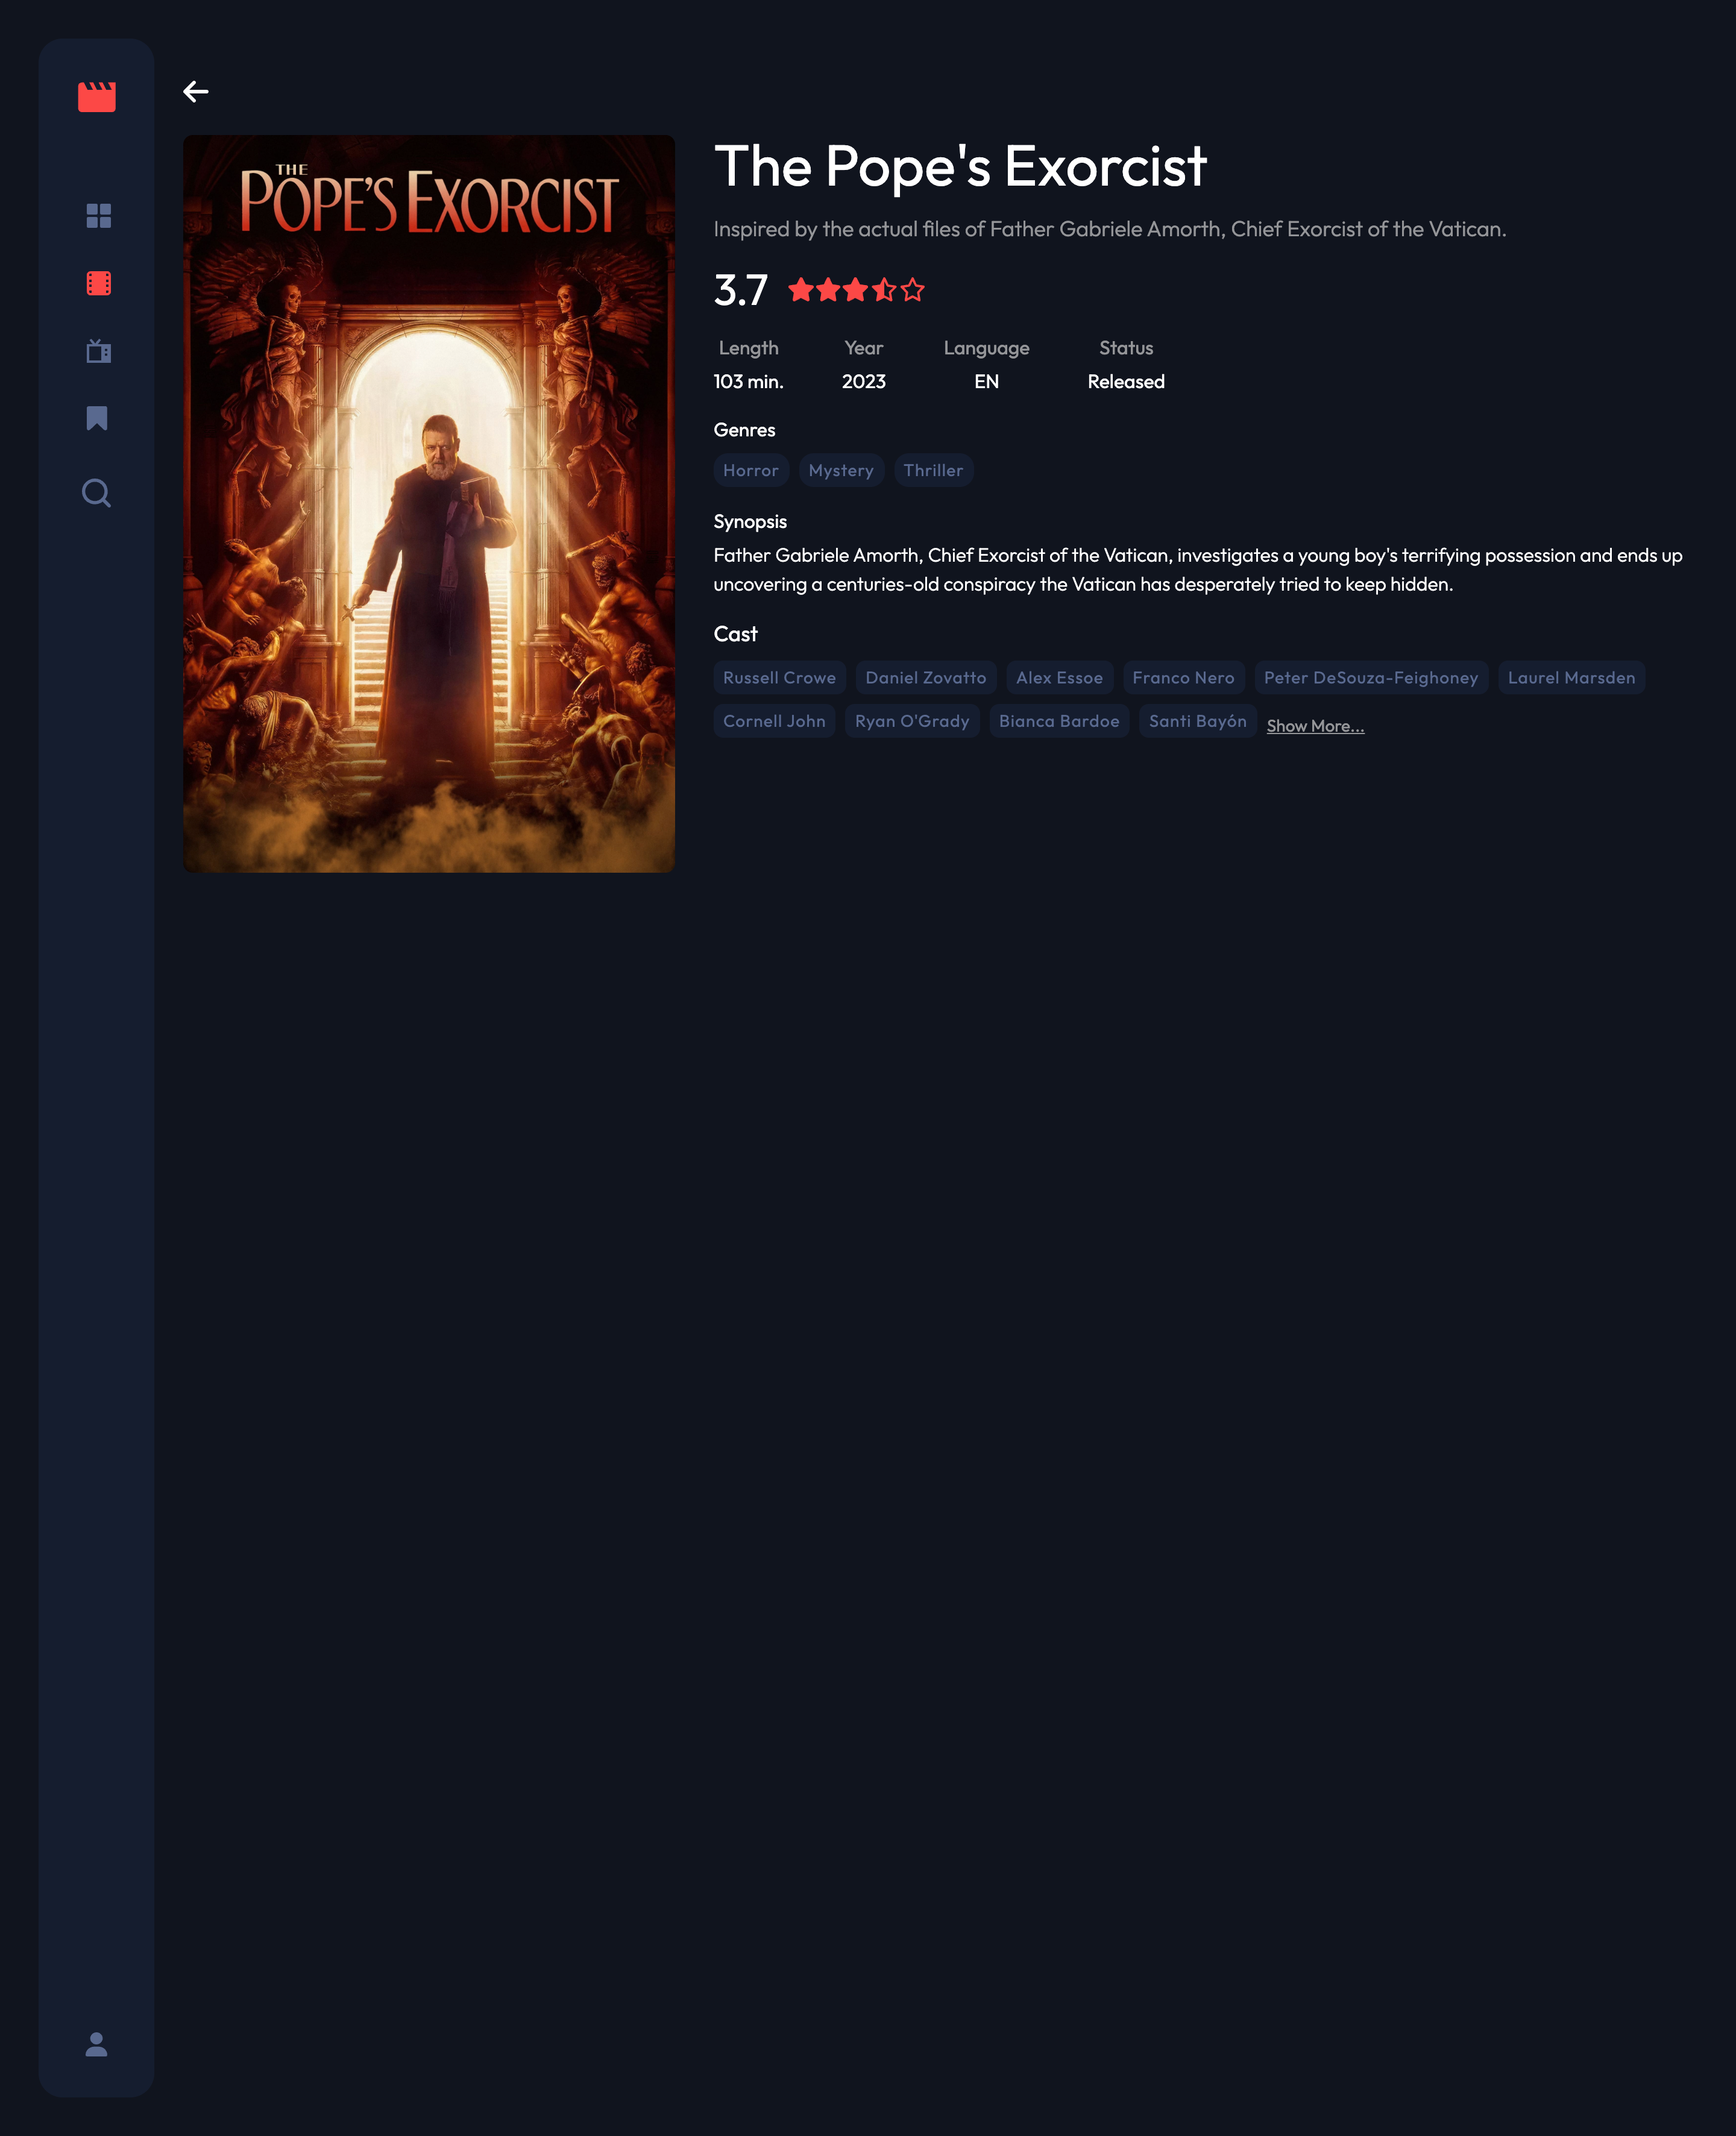 THE
POPE'S EXORCIST
The Pope's Exorcist
Inspired by the actual files of Father Gabriele Amorth, Chief Exorcist of the Vatican.
3.7
Length Year Language Status
103 min. 2023 EN Released
Genres
Horror Mystery Thriller
Synopsis
Father Gabriele Amorth, Chief Exorcist of the Vatican, investigates a young boy's terrifying possession and ends up
uncovering a centuries-old conspiracy the Vatican has desperately tried to keep hidden.
Cast
Russell Crowe Daniel Zovatto Alex Essoe Franco Nero Peter DeSouza-Feighoney Laurel Marsden
Cornell John Ryan O'Grady Bianca Bardoe Santi Bayón Show More...